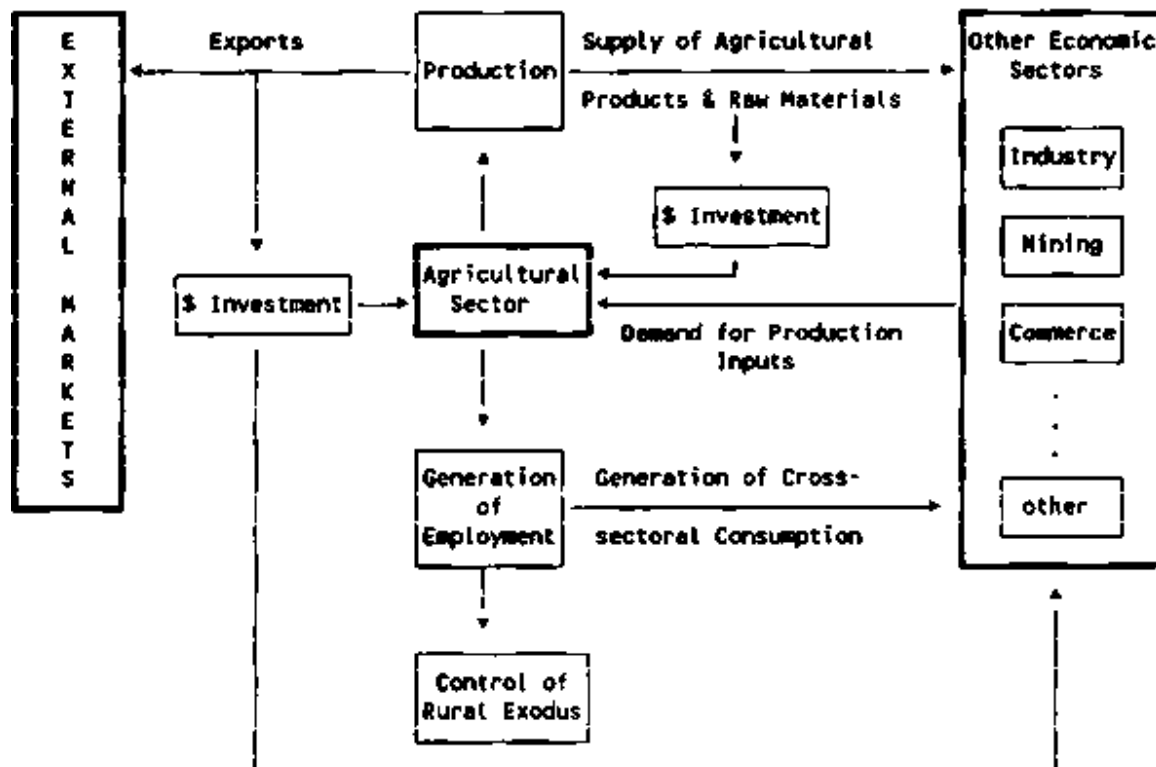 EXTERNAL MARKETS
Exports
Production
Supply of Agricultural
Products & Raw Materials
Other Economic
Sectors
Industry
$ Investment
Mining
Agricultural
Sector
$ Investment
Demand for Production
Inputs
Commerce
Generation
of
Employment
Generation of Cross-
sectoral Consumption
other
Control of
Rural Exodus